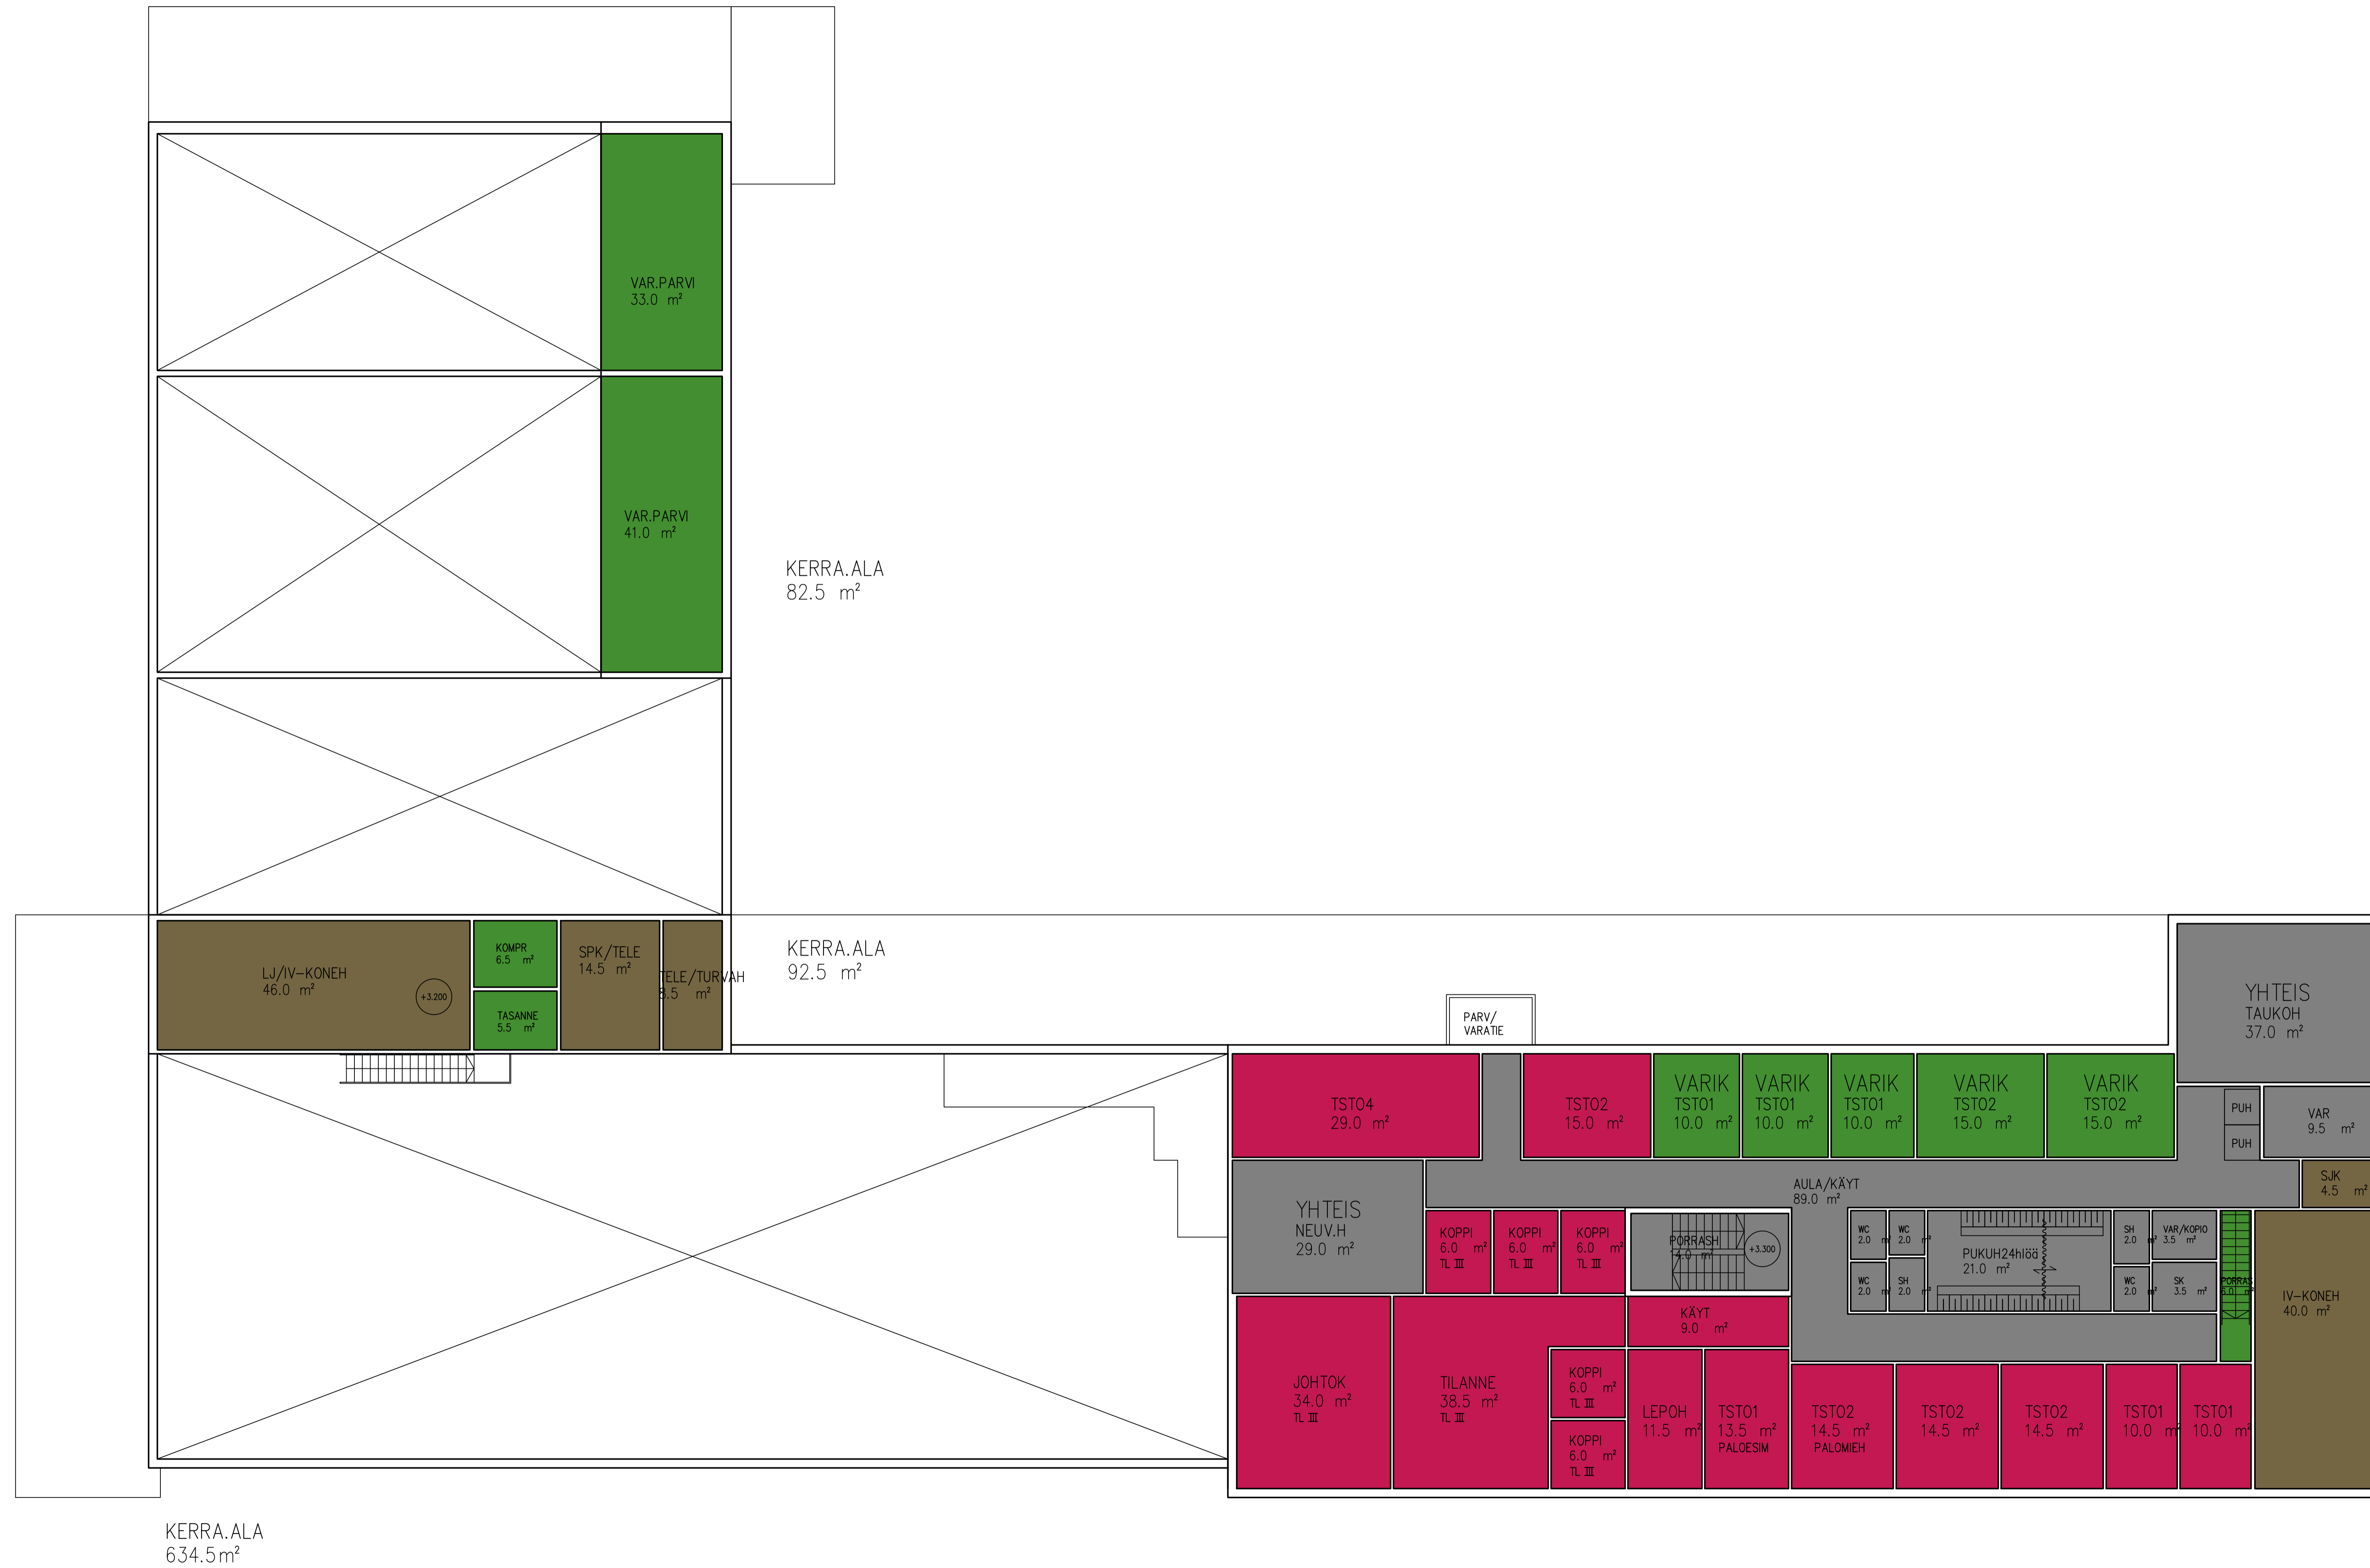 VAR.PARVI
33.0 m²
VAR.PARVI
41.0 m²
KERRA.ALA
82.5 m²
KERRA.ALA
92.5 m²
LJ/IV-KONEH
46.0 m²
+3.200
KOMPR
6.5 m²
TASANNE
5.5 m²
SPK/TELE
14.5 m²
TELE/TURVAH
8.5 m²
PARV/
VARATIE
YHTEIS
TAUKOH
37.0 m²
TSTO4
29.0 m²
TSTO2
15.0 m²
VARIK
TSTO1
10.0 m²
VARIK
TSTO1
10.0 m²
VARIK
TSTO1
10.0 m²
VARIK
TSTO2
15.0 m²
VARIK
TSTO2
15.0 m²
PUH
PUH
VAR
9.5 m²
SJK
4.5 m²
AULA/KÄYT
89.0 m²
YHTEIS
NEUV.H
29.0 m²
KOPPI
6.0 m²
TL III
KOPPI
6.0 m²
TL III
KOPPI
6.0 m²
TL III
PORRASH
14.0 m²
+3.300
WC
2.0 m²
WC
2.0 m²
WC
2.0 m²
SH
2.0 m²
PUKUH24hlöä
21.0 m²
SH
2.0 m²
VAR/KOPIO
3.5 m²
WC
2.0 m²
SK
3.5 m²
PORRAS
6.0 m²
IV-KONEH
40.0 m²
KÄYT
9.0 m²
JOHTOK
34.0 m²
TL III
TILANNE
38.5 m²
TL III
KOPPI
6.0 m²
TL III
KOPPI
6.0 m²
TL III
LEPOH
11.5 m²
TSTO1
13.5 m²
PALOESIM
TSTO2
14.5 m²
PALOMIEH
TSTO2
14.5 m²
TSTO2
14.5 m²
TSTO1
10.0 m²
TSTO1
10.0 m²
KERRA.ALA
634.5 m²